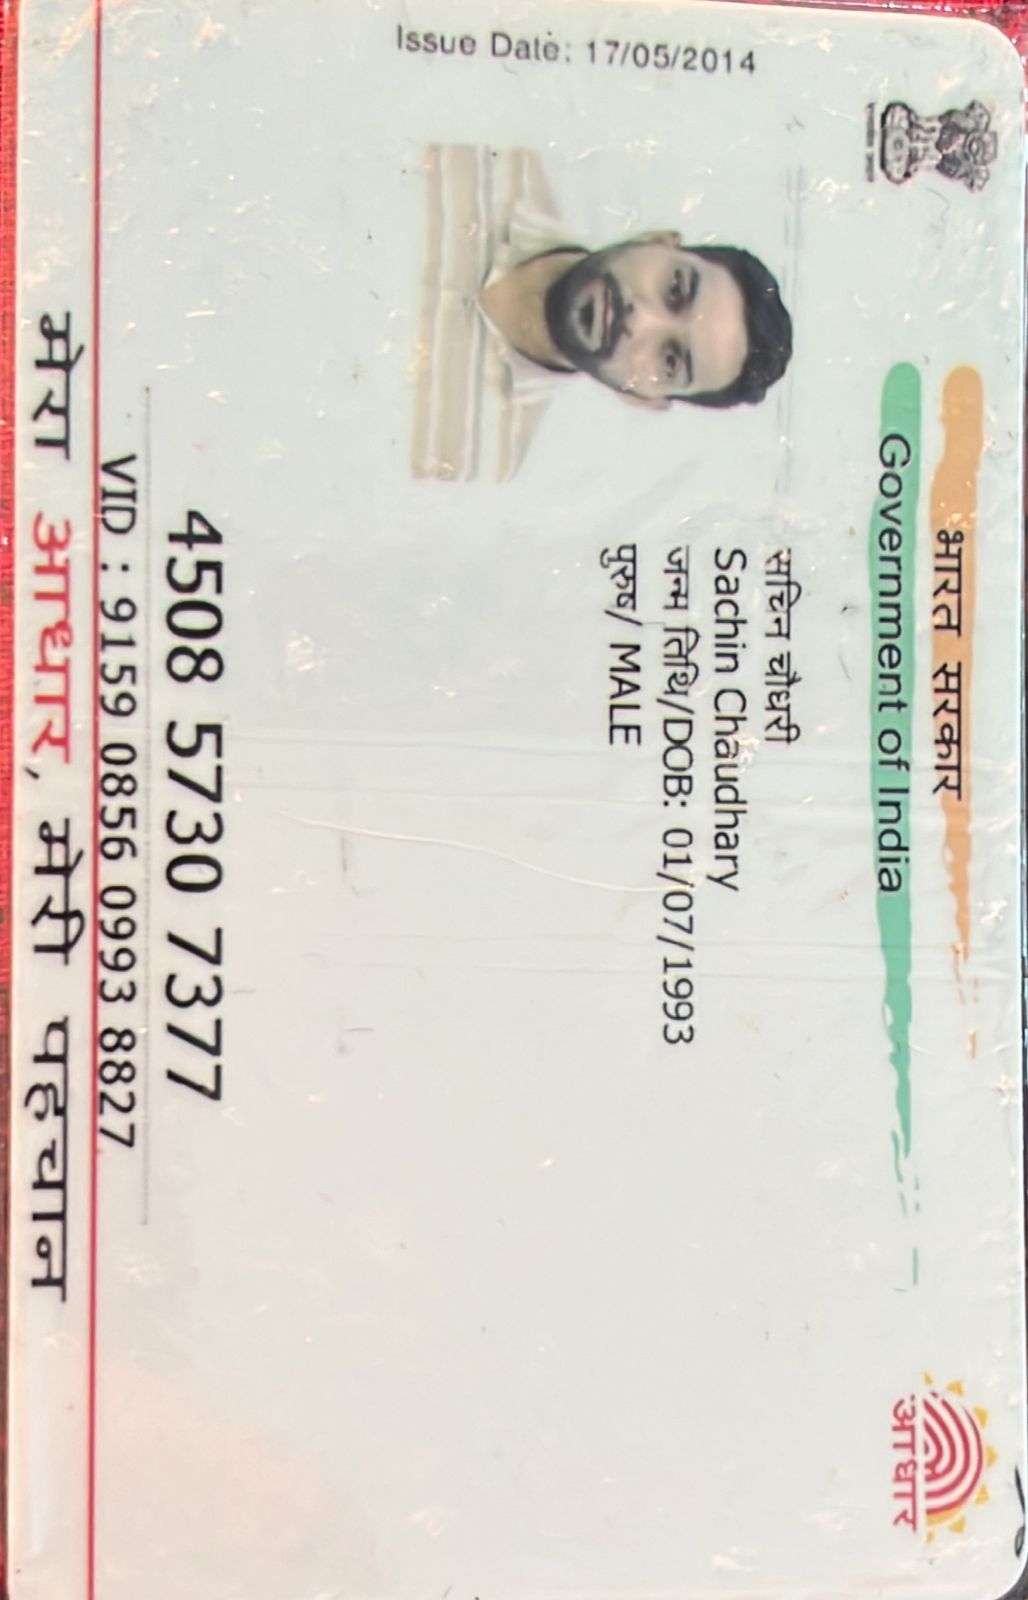 भारत सरकार
Government of India
आधार
Issue Date: 17/05/2014
सचिन चौधरी
Sachin Chaudhary
जन्म तिथि/DOB: 01/07/1993
पुरुष/ MALE
4508 5730 7377
VID : 9159 0856 0993 8827
मेरा आधार, मेरी पहचान